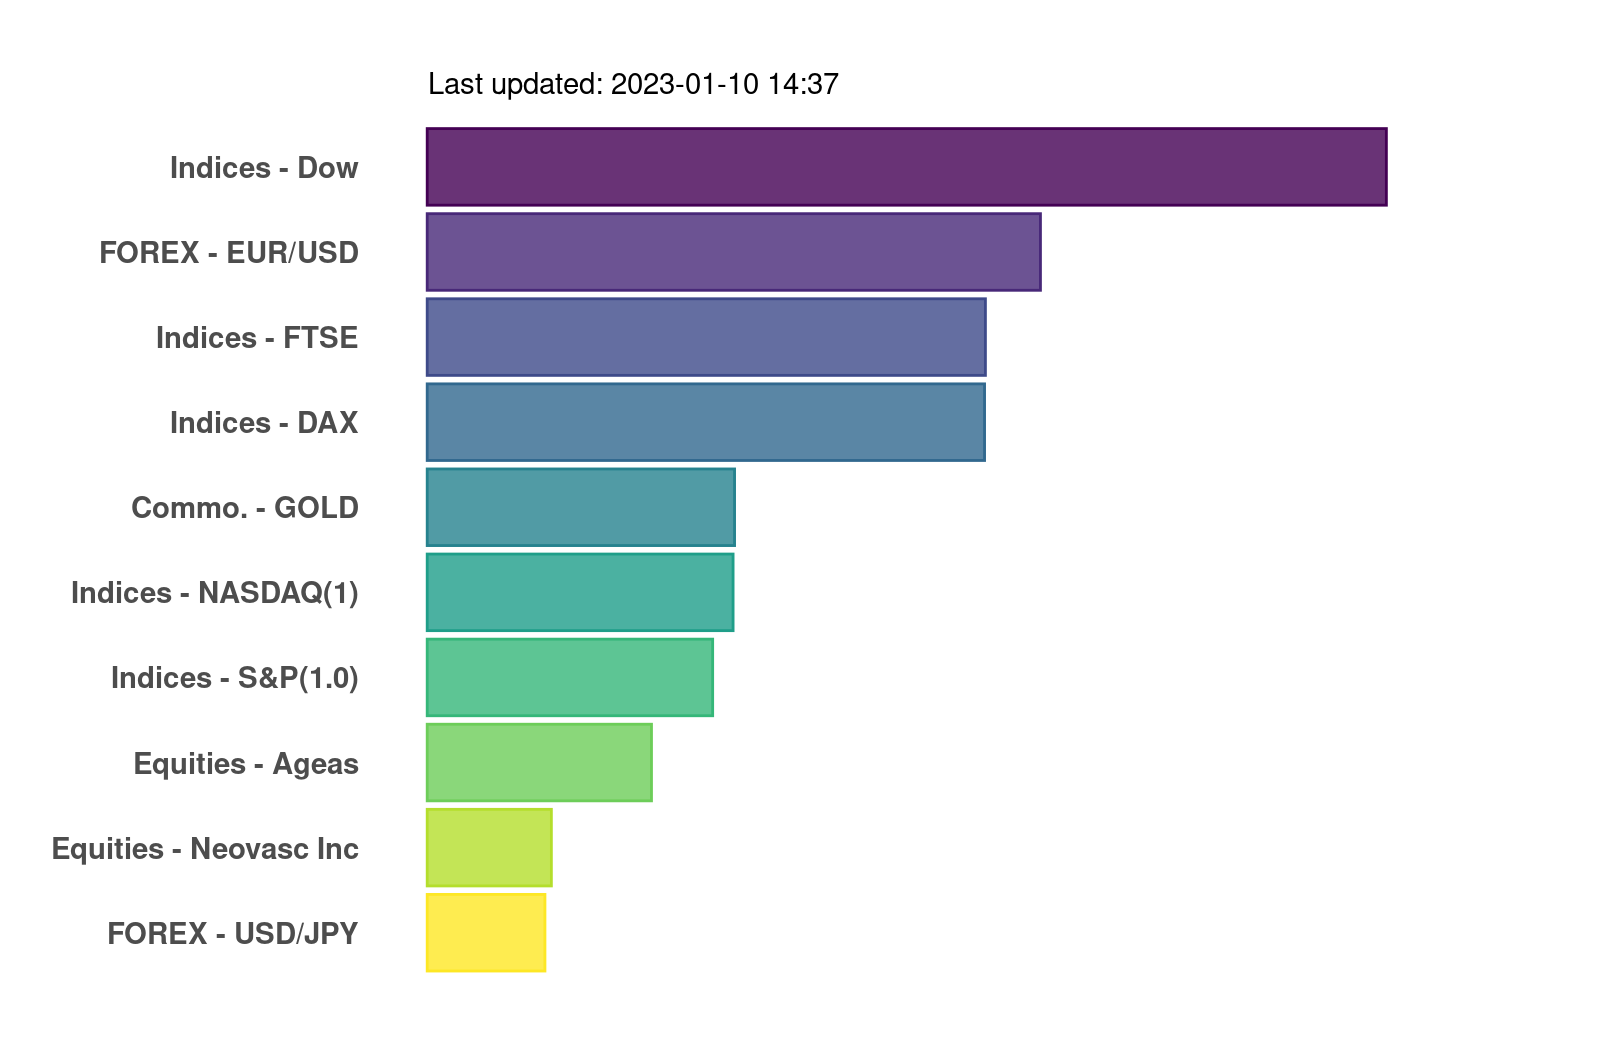 Last updated: 2023-01-10 14:37
Indices - Dow
FOREX - EUR/USD
Indices - FTSE
Indices - DAX
Commo. - GOLD
Indices - NASDAQ(1)
Indices - S&P(1.0)
Equities - Ageas
Equities - Neovasc Inc
FOREX - USD/JPY